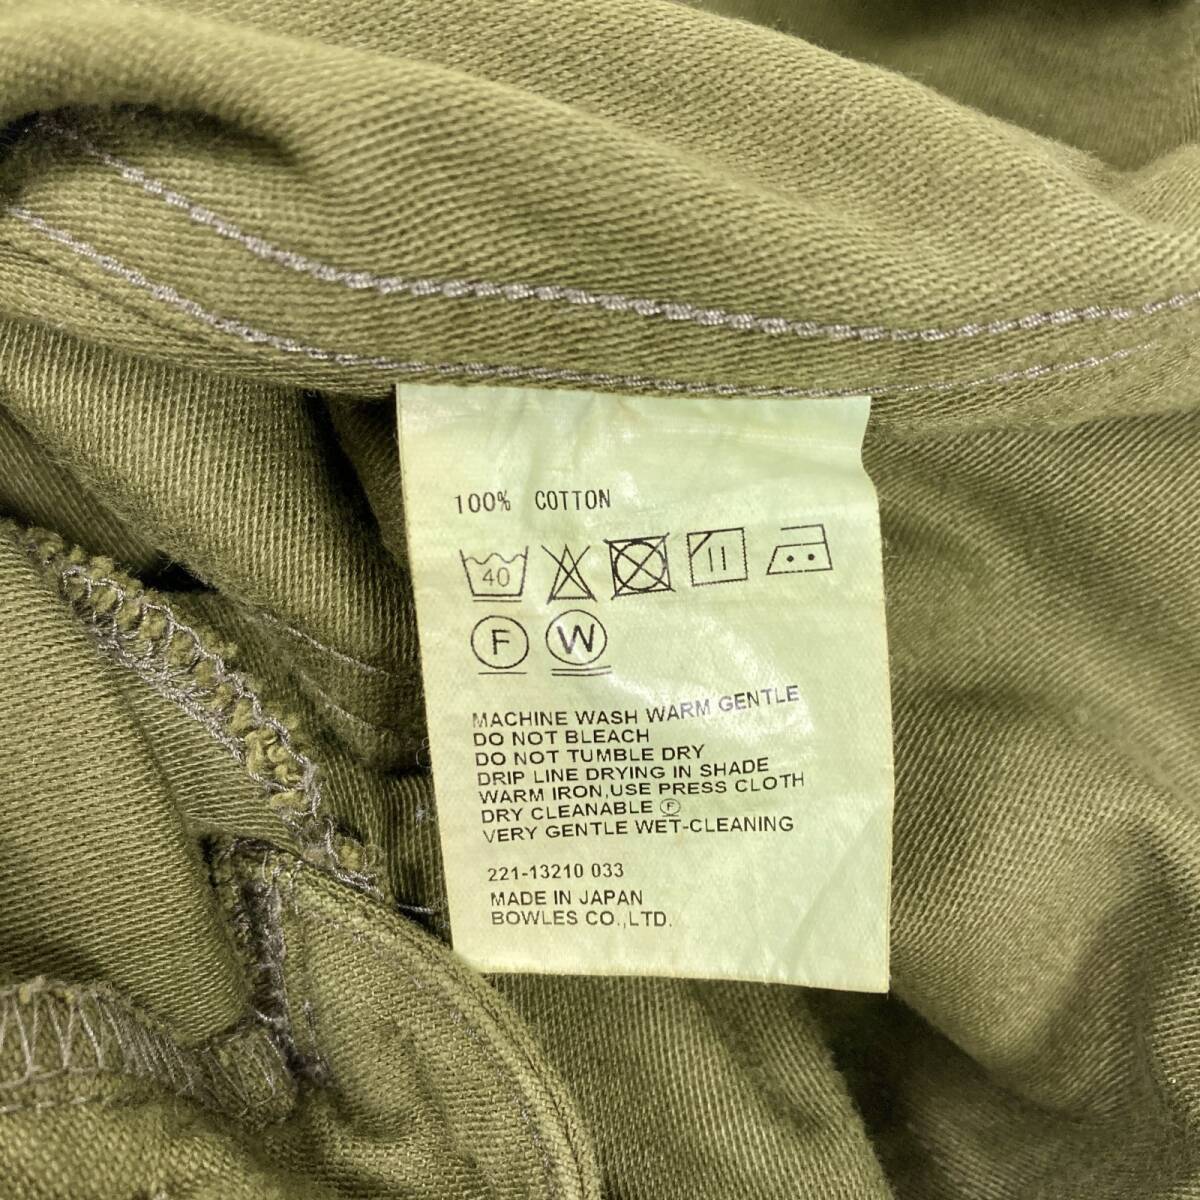 100% COTTON
40
F W
MACHINE WASH WARM GENTLE
DO NOT BLEACH
DO NOT TUMBLE DRY
DRIP LINE DRYING IN SHADE
WARM IRON,USE PRESS CLOTH
DRY CLEANABLE Ⓕ
VERY GENTLE WET-CLEANING
221-13210 033
MADE IN JAPAN
BOWLES CO.,LTD.